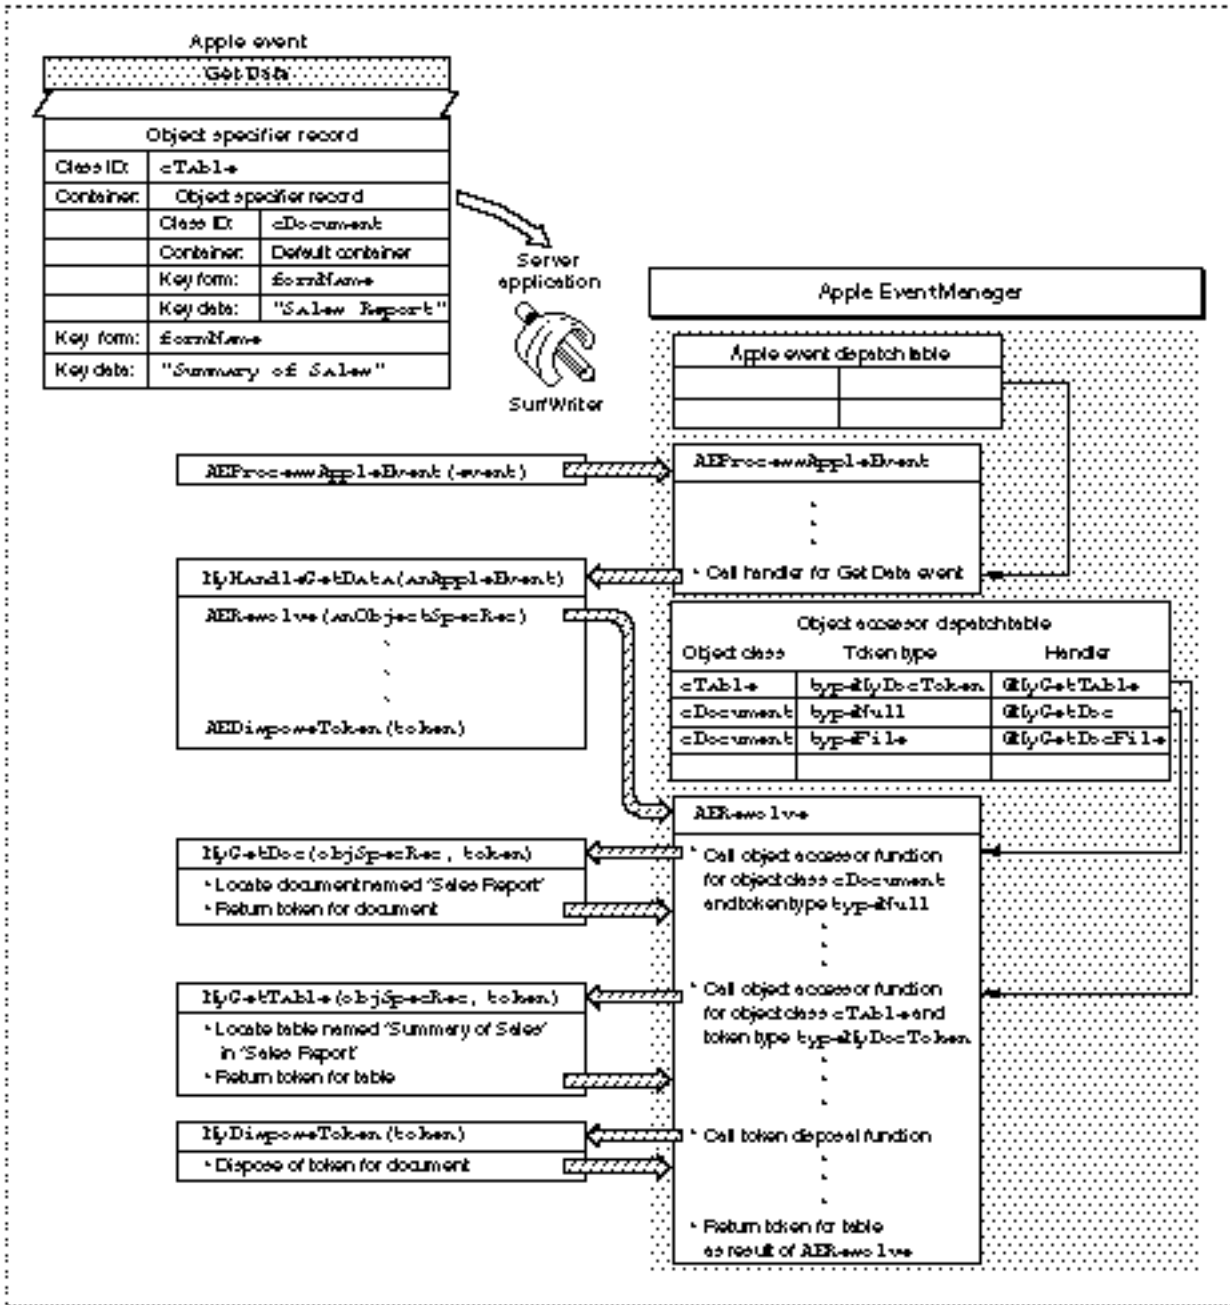 Apple event
Get Data
Object specifier record
Class ID: cTable
Container: Object specifier record
Class ID: cDocument
Container: Default container
Key form: formName
Key data: "Sales Report"
Key form: formName
Key data: "Summary of Sales"
Server
application
SurfWriter
Apple Event Manager
Apple event dispatch table
AEProcessAppleEvent(event)
AEProcessAppleEvent
• Call handler for Get Data event
MyHandleGetData(anAppleEvent)
AEResolve(anObjectSpecRec)
AEDisposeToken(token)
Object accessor dispatch table
Object class Token type Handler
cTable typeMyDocToken @MyGetTable
cDocument typeNull @MyGetDoc
cDocument typeFile @MyGetDocFile
AEResolve
MyGetDoc(objSpecRec, token)
• Locate document named "Sales Report"
• Return token for document
• Call object accessor function
for object class cDocument
and token type typeNull
MyGetTable(objSpecRec, token)
• Locate table named "Summary of Sales"
in "Sales Report"
• Return token for table
• Call object accessor function
for object class cTable and
token type typeMyDocToken
MyDisposeToken(token)
• Dispose of token for document
• Call token disposal function
• Return token for table
as result of AEResolve